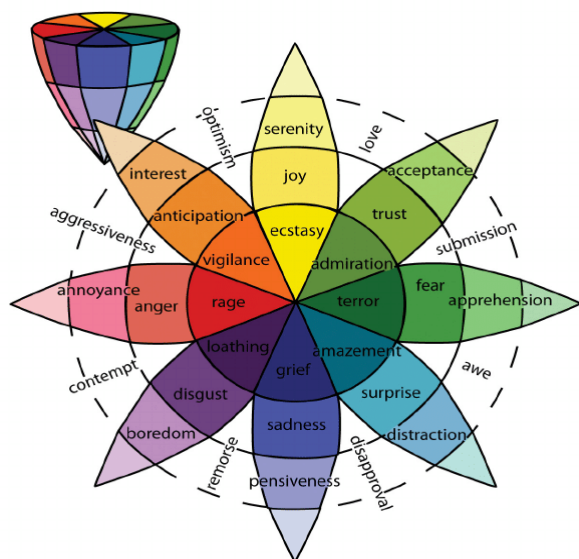 serenity
optimism
love
interest
joy
acceptance
anticipation
trust
ecstasy
aggressiveness
submission
vigilance
admiration
annoyance
anger
rage
terror
fear
apprehension
loathing
amazement
contempt
grief
awe
disgust
surprise
boredom
sadness
distraction
remorse
pensiveness
disapproval